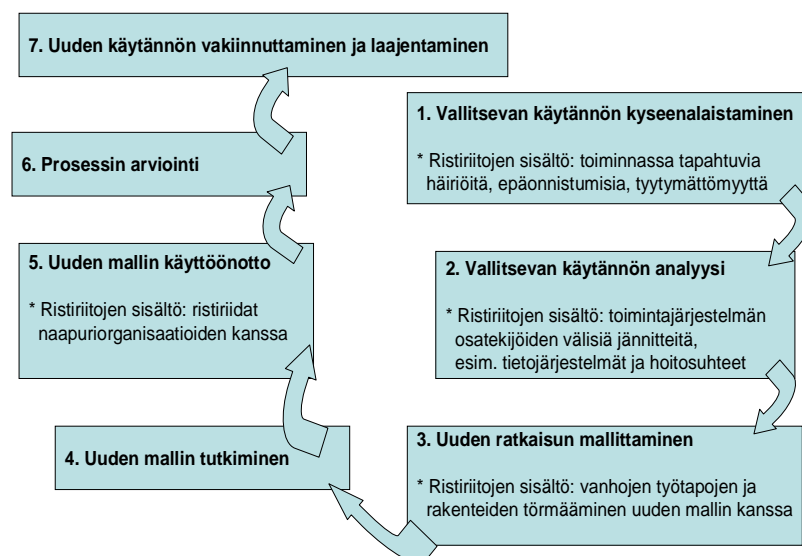 7. Uuden käytännön vakiinnuttaminen ja laajentaminen
1. Vallitsevan käytännön kyseenalaistaminen
* Ristiriitojen sisältö: toiminnassa tapahtuvia
häiriöitä, epäonnistumisia, tyytymättömyyttä
6. Prosessin arviointi
5. Uuden mallin käyttöönotto
* Ristiriitojen sisältö: ristiriidat
naapuriorganisaatioiden kanssa
2. Vallitsevan käytännön analyysi
* Ristiriitojen sisältö: toimintajärjestelmän
osatekijöiden välisiä jännitteitä,
esim. tietojärjestelmät ja hoitosuhteet
4. Uuden mallin tutkiminen
3. Uuden ratkaisun mallittaminen
* Ristiriitojen sisältö: vanhojen työtapojen ja
rakenteiden törmääminen uuden mallin kanssa